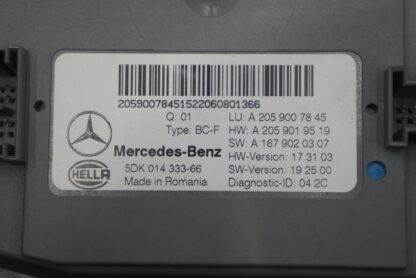 20590078451522060801366
Q: 01 LU: A 205 900 78 45
Type: BC-F HW: A 205 901 95 19
SW: A 167 902 03 07
Mercedes-Benz HW-Version: 17 31 03
5DK 014 333-66 SW-Version: 19 25 00
HELLA Made in Romania Diagnostic-ID: 04 2C